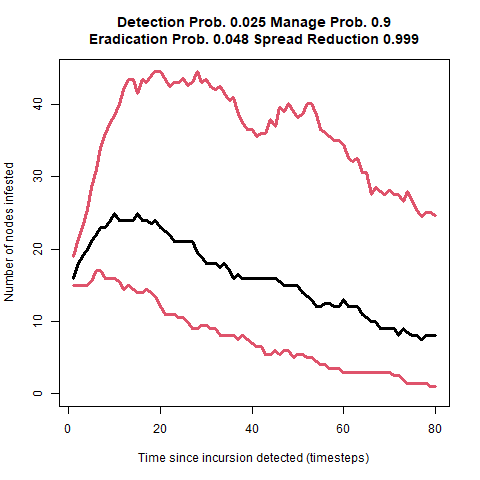 Detection Prob. 0.025 Manage Prob. 0.9
Eradication Prob. 0.048 Spread Reduction 0.999
Number of nodes infested
40
30
20
10
0
0 20 40 60 80
Time since incursion detected (timesteps)